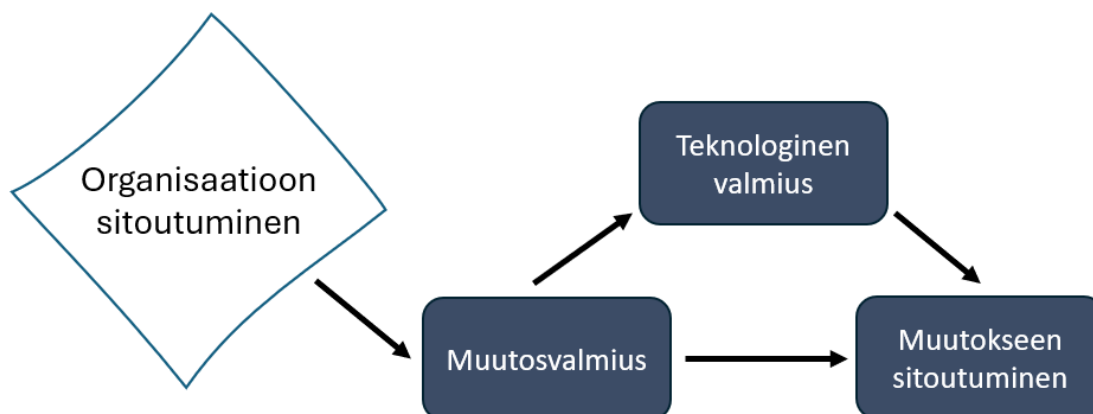 Organisaatioon
sitoutuminen
Teknologinen
valmius
Muutosvalmius
Muutokseen
sitoutuminen